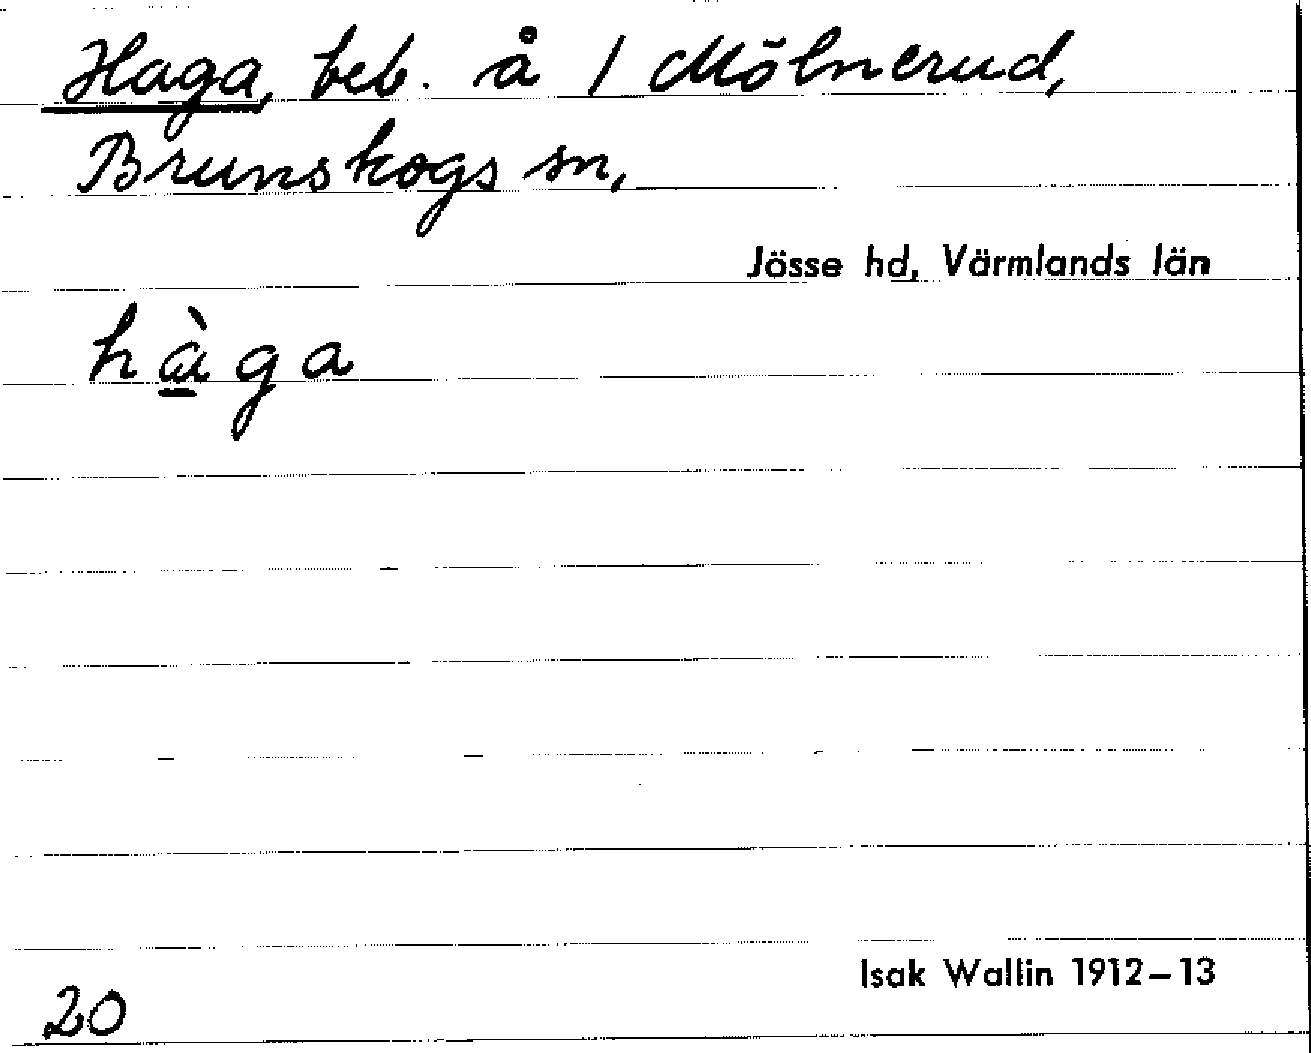 Haga, beb. å 1 Mölnerud,
Brunskogs sn,
Jösse hd, Värmlands län
hàga
Isak Wallin 1912–13
20